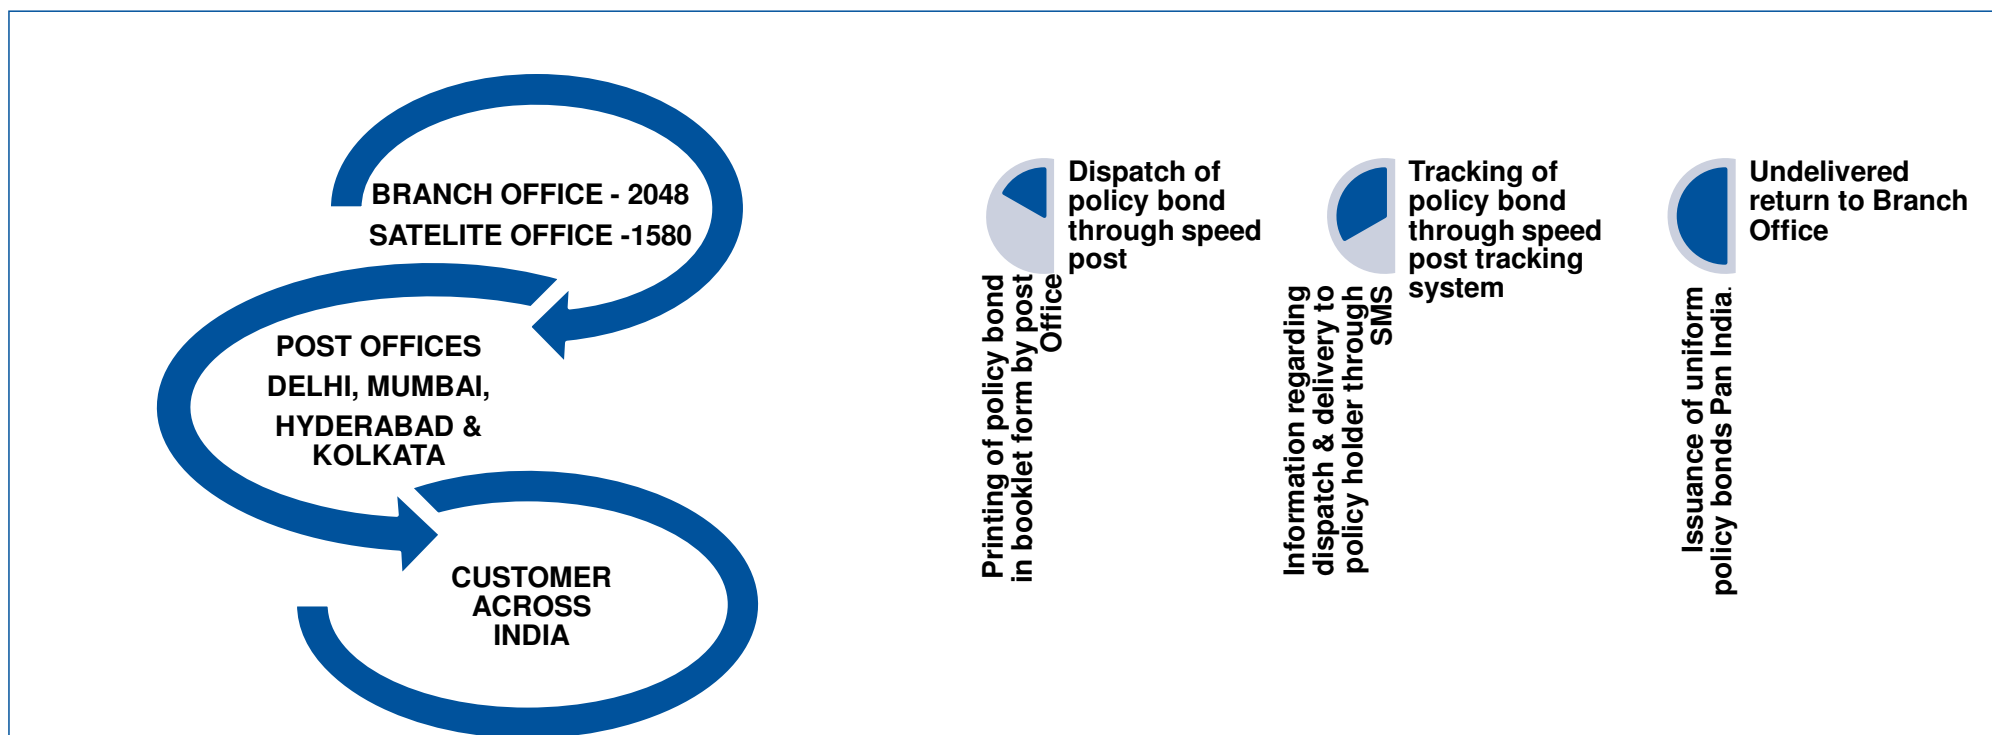 BRANCH OFFICE - 2048
SATELITE OFFICE -1580
POST OFFICES
DELHI, MUMBAI,
HYDERABAD &
KOLKATA
CUSTOMER
ACROSS
INDIA
Dispatch of
policy bond
through speed
post
Printing of policy bond
in booklet form by post
Office
Tracking of
policy bond
through speed
post tracking
system
Information regarding
dispatch & delivery to
policy holder through
SMS
Undelivered
return to Branch
Office
Issuance of uniform
policy bonds Pan India.